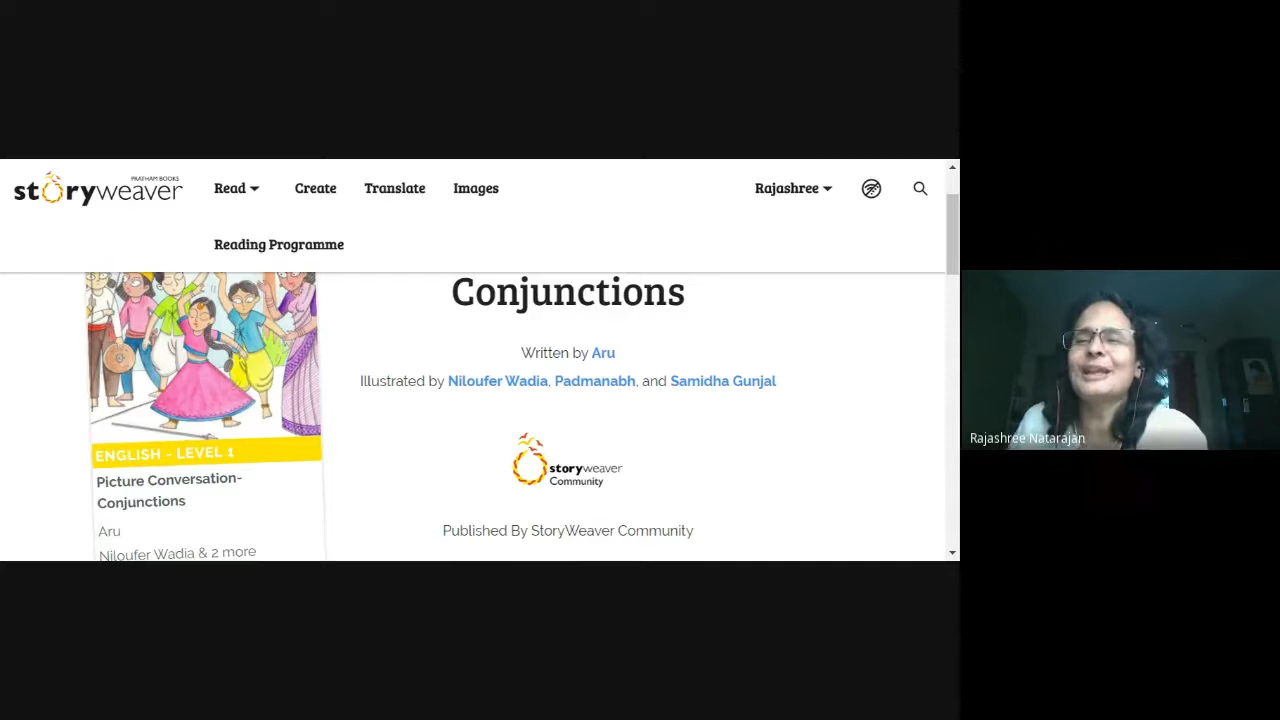 PRATHAM BOOKS
storyweaver
Read
Create
Translate
Images
Rajashree
Reading Programme
Conjunctions
Written by Aru
Illustrated by Niloufer Wadia, Padmanabh, and Samidha Gunjal
ENGLISH - LEVEL 1
Picture Conversation-
Conjunctions
Aru
Niloufer Wadia & 2 more
storyweaver
Community
Published By StoryWeaver Community
Rajashree Natarajan